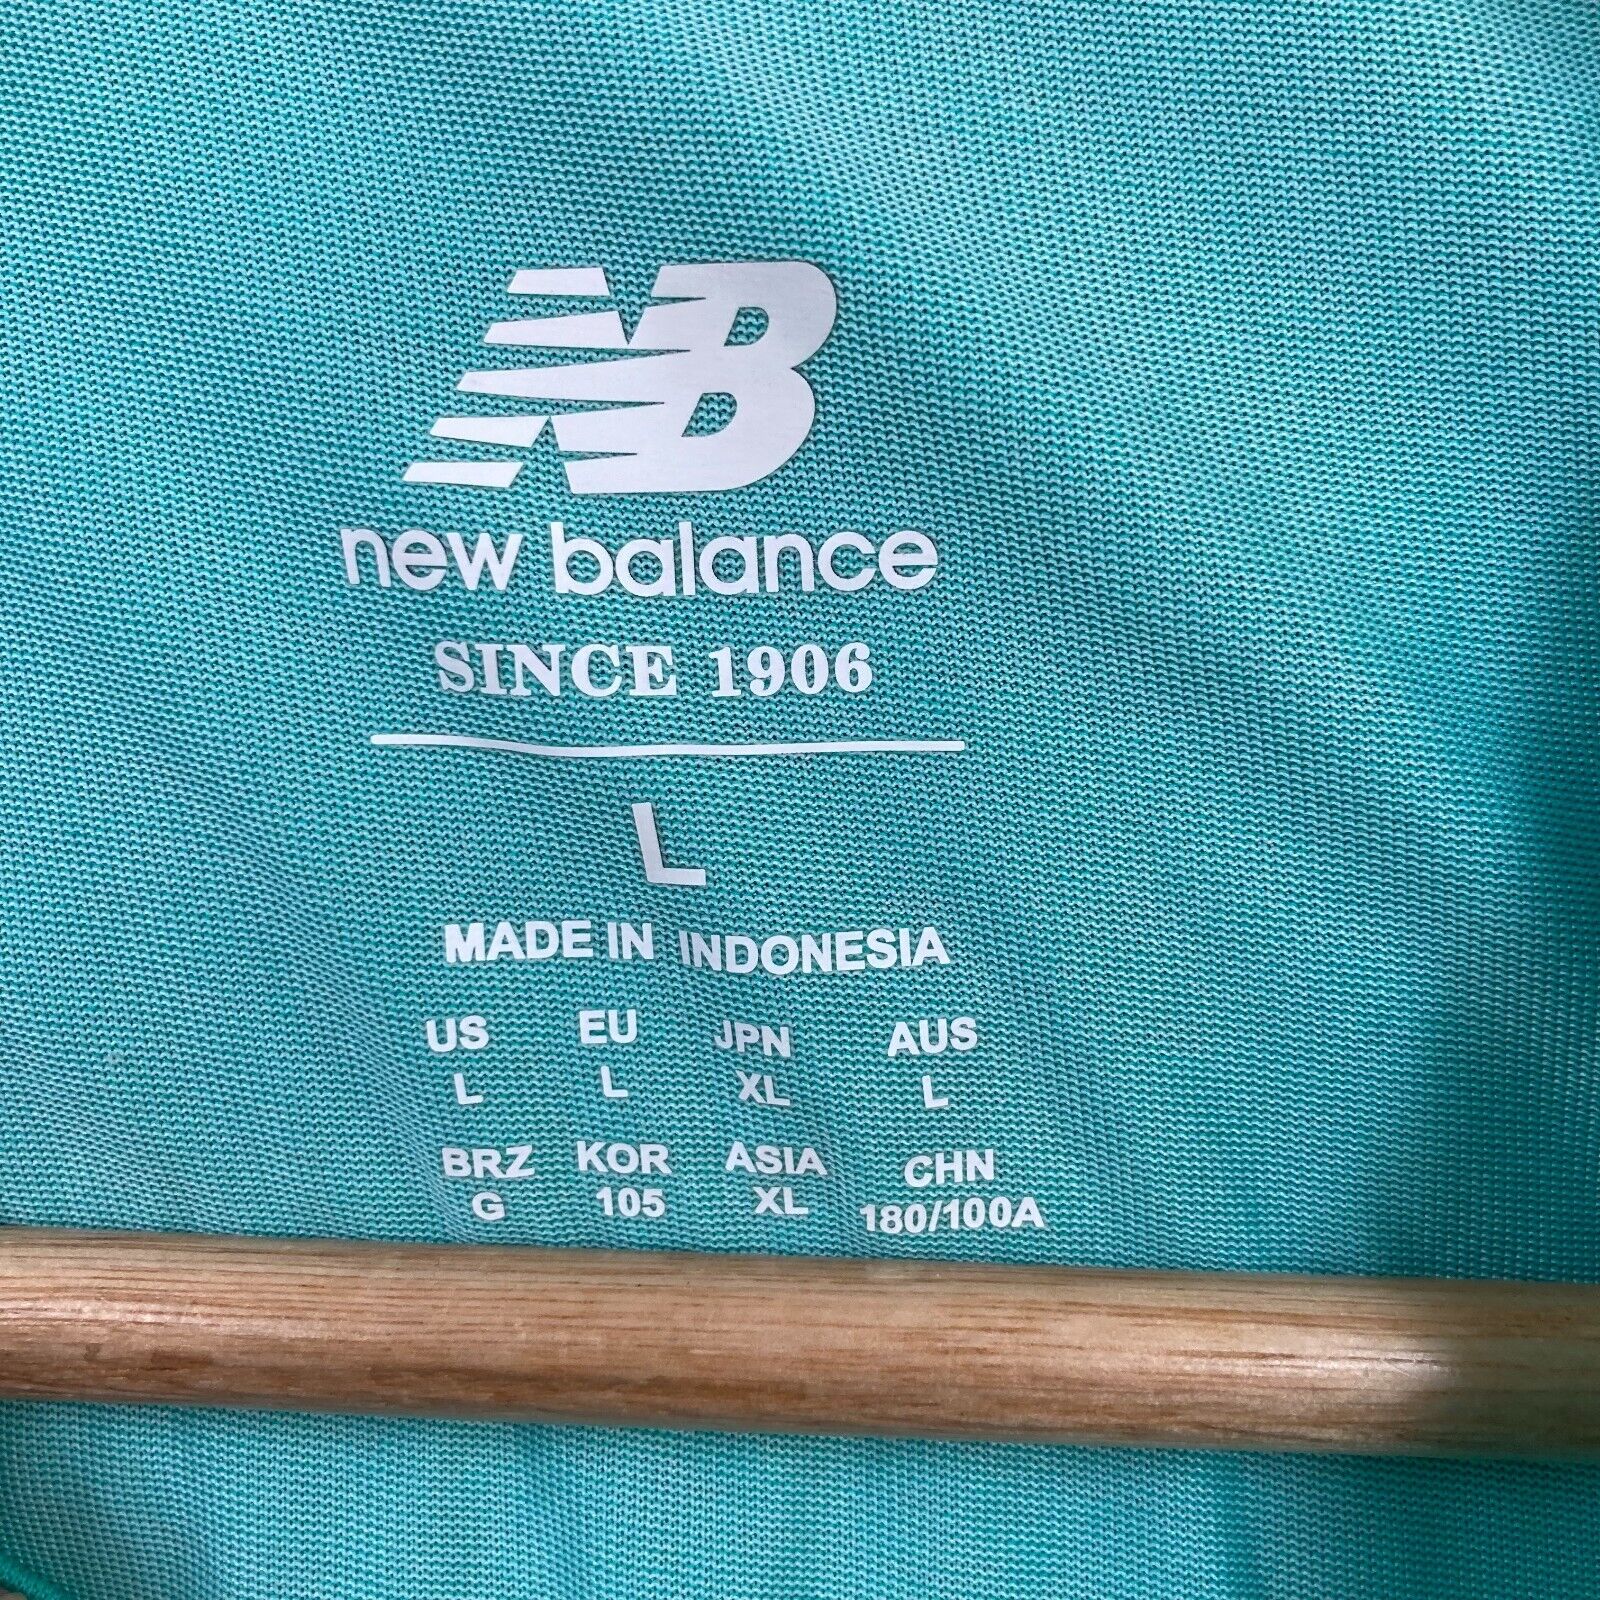 NB
new balance
SINCE 1906
L
MADE IN INDONESIA
US EU JPN AUS
L L XL L
BRZ KOR ASIA CHN
G 105 XL 180/100A